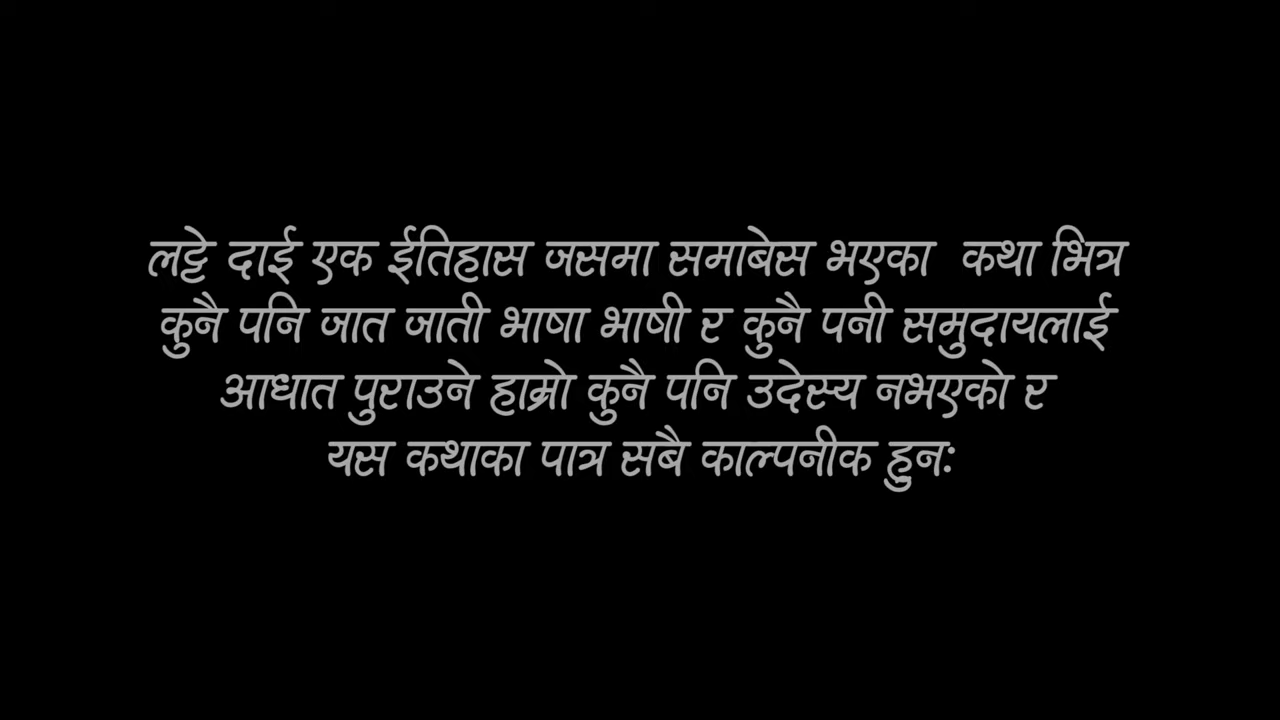 लट्टे दाई एक ईतिहास जसमा समाबेस भएका कथा भित्र
कुनै पनि जात जाती भाषा भाषी र कुनै पनी समुदायलाई
आधात पुराउने हाम्रो कुनै पनि उदेस्य नभएको र
यस कथाका पात्र सबै काल्पनीक हुनः